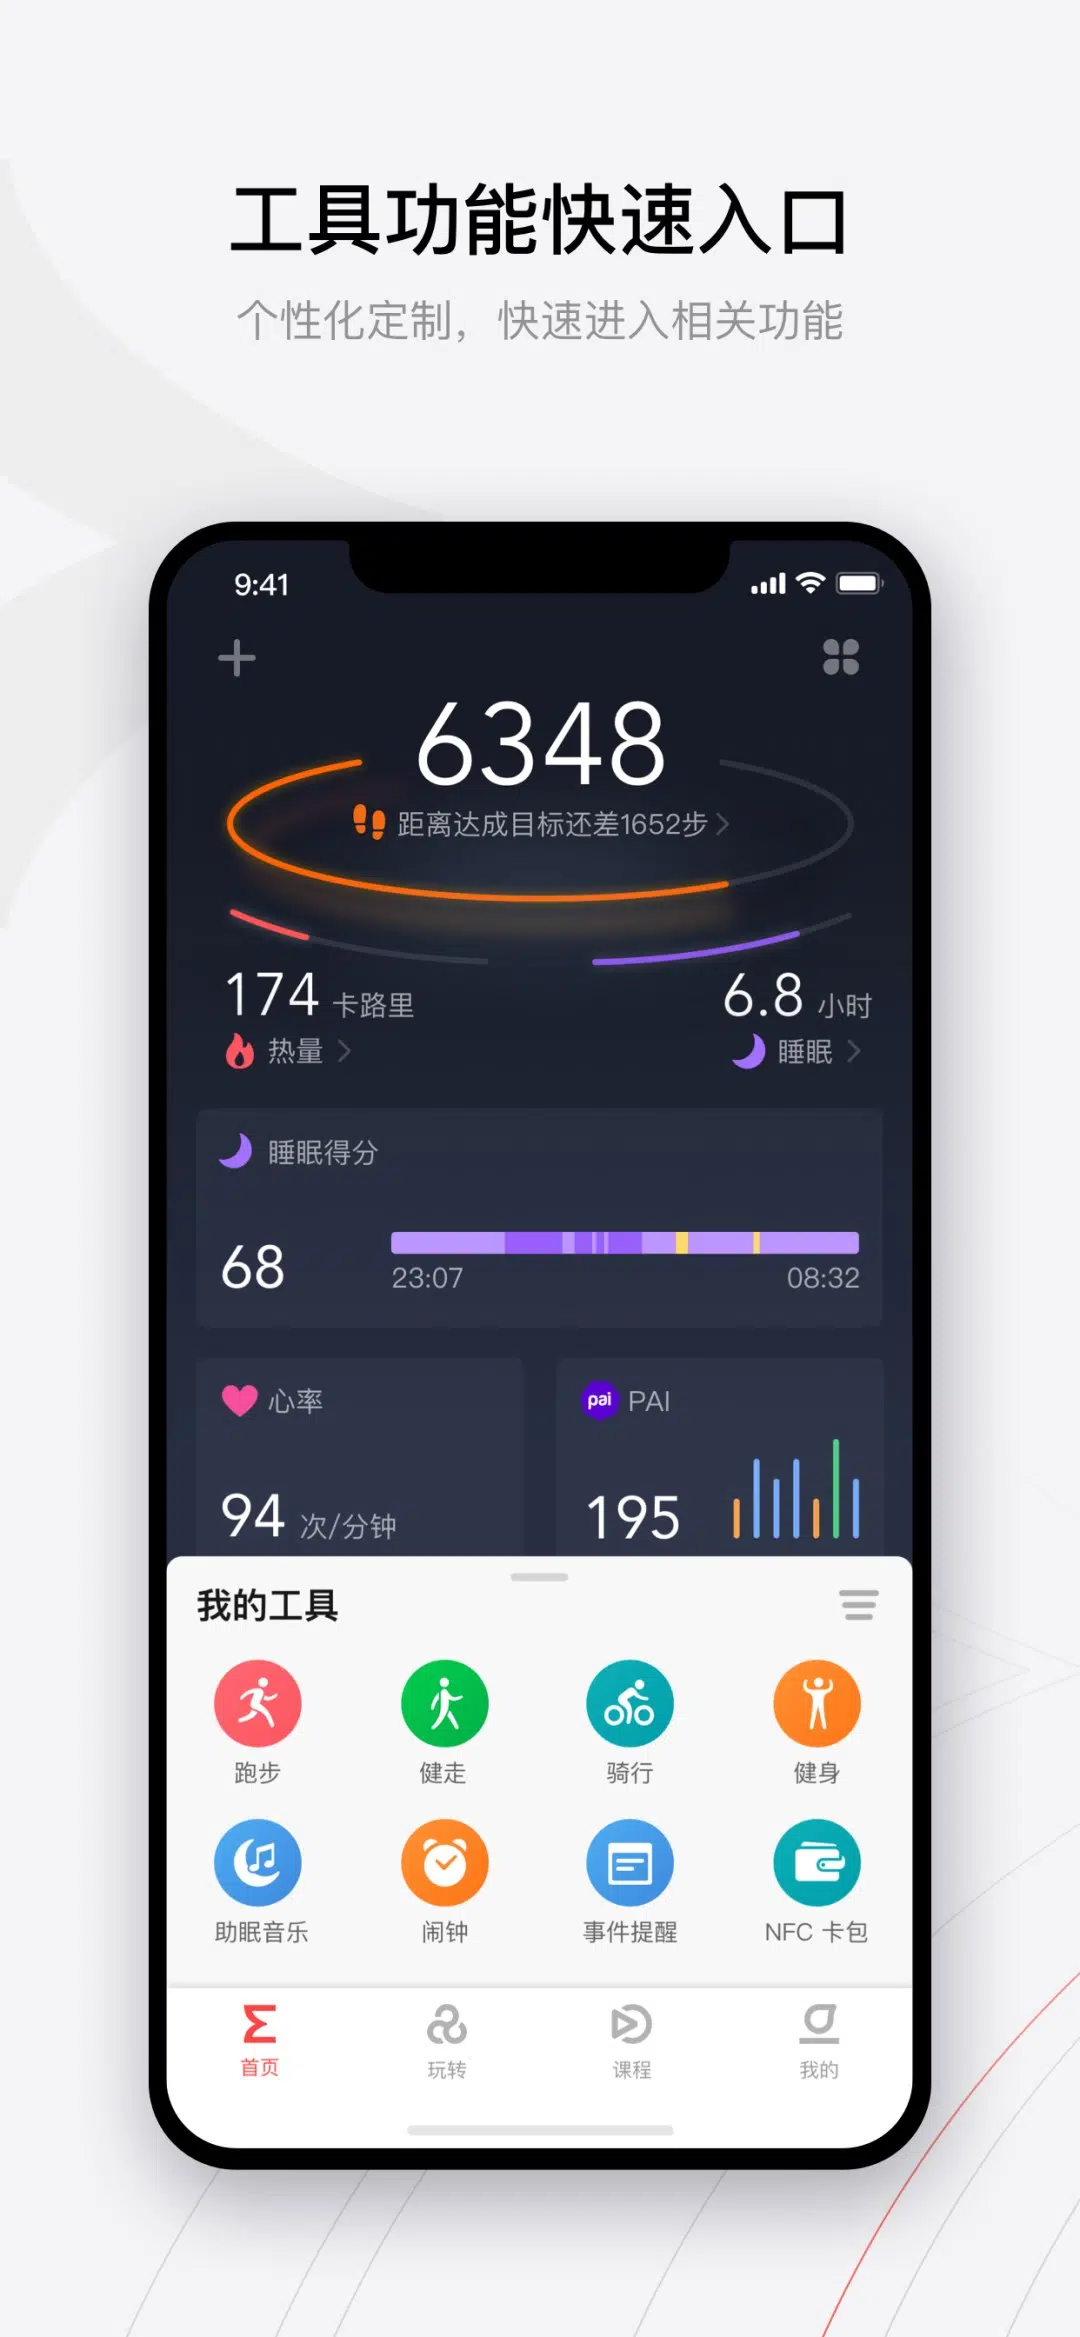 工具功能快速入口
个性化定制，快速进入相关功能
9:41
6348
距离达成目标还差1652步
174 卡路里
6.8 小时
热量
睡眠
睡眠得分
68
23:07
08:32
心率
pai PAI
94 次/分钟
195
我的工具
跑步
健走
骑行
健身
助眠音乐
闹钟
事件提醒
NFC 卡包
首页
玩转
课程
我的